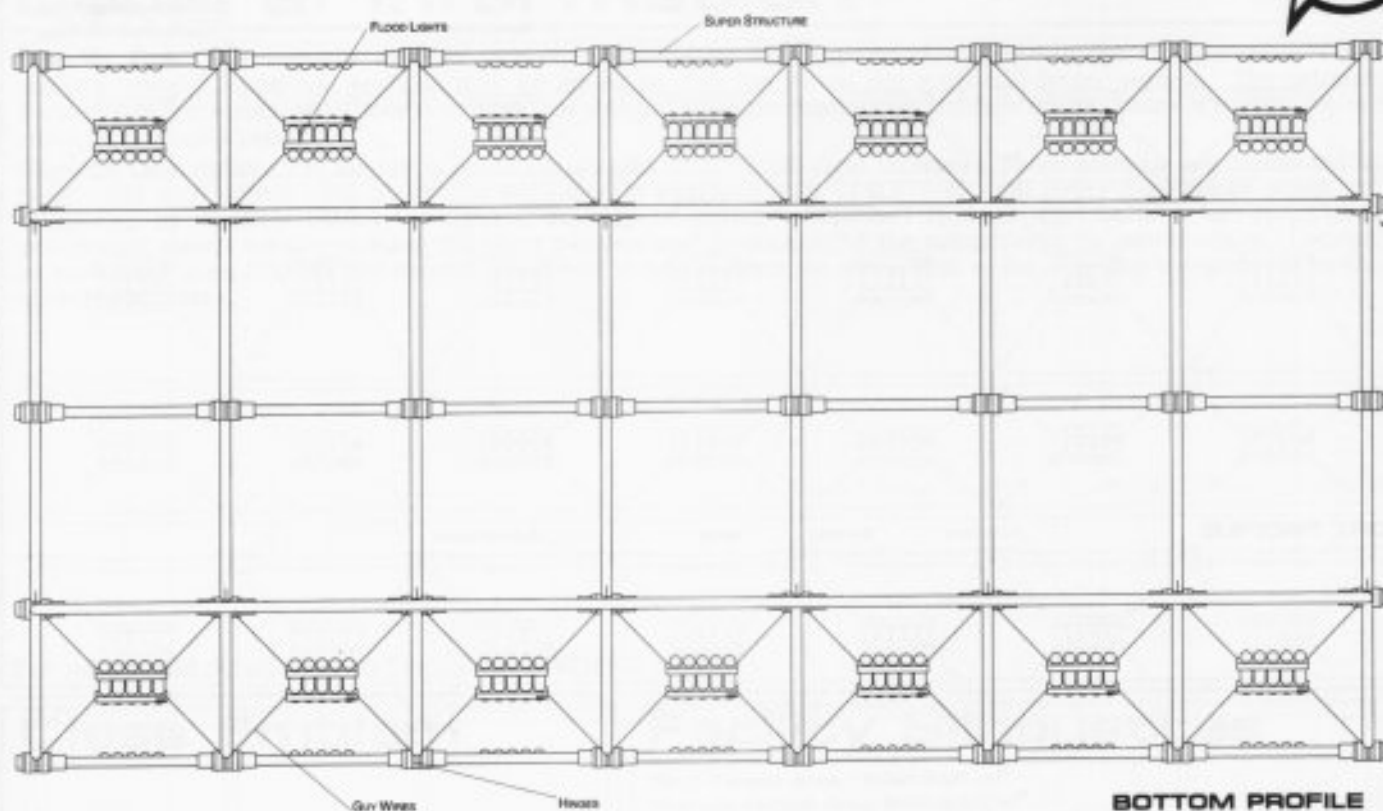 FLOOD LIGHTS
SUPER STRUCTURE
GUY WIRES
HINGES
BOTTOM PROFILE